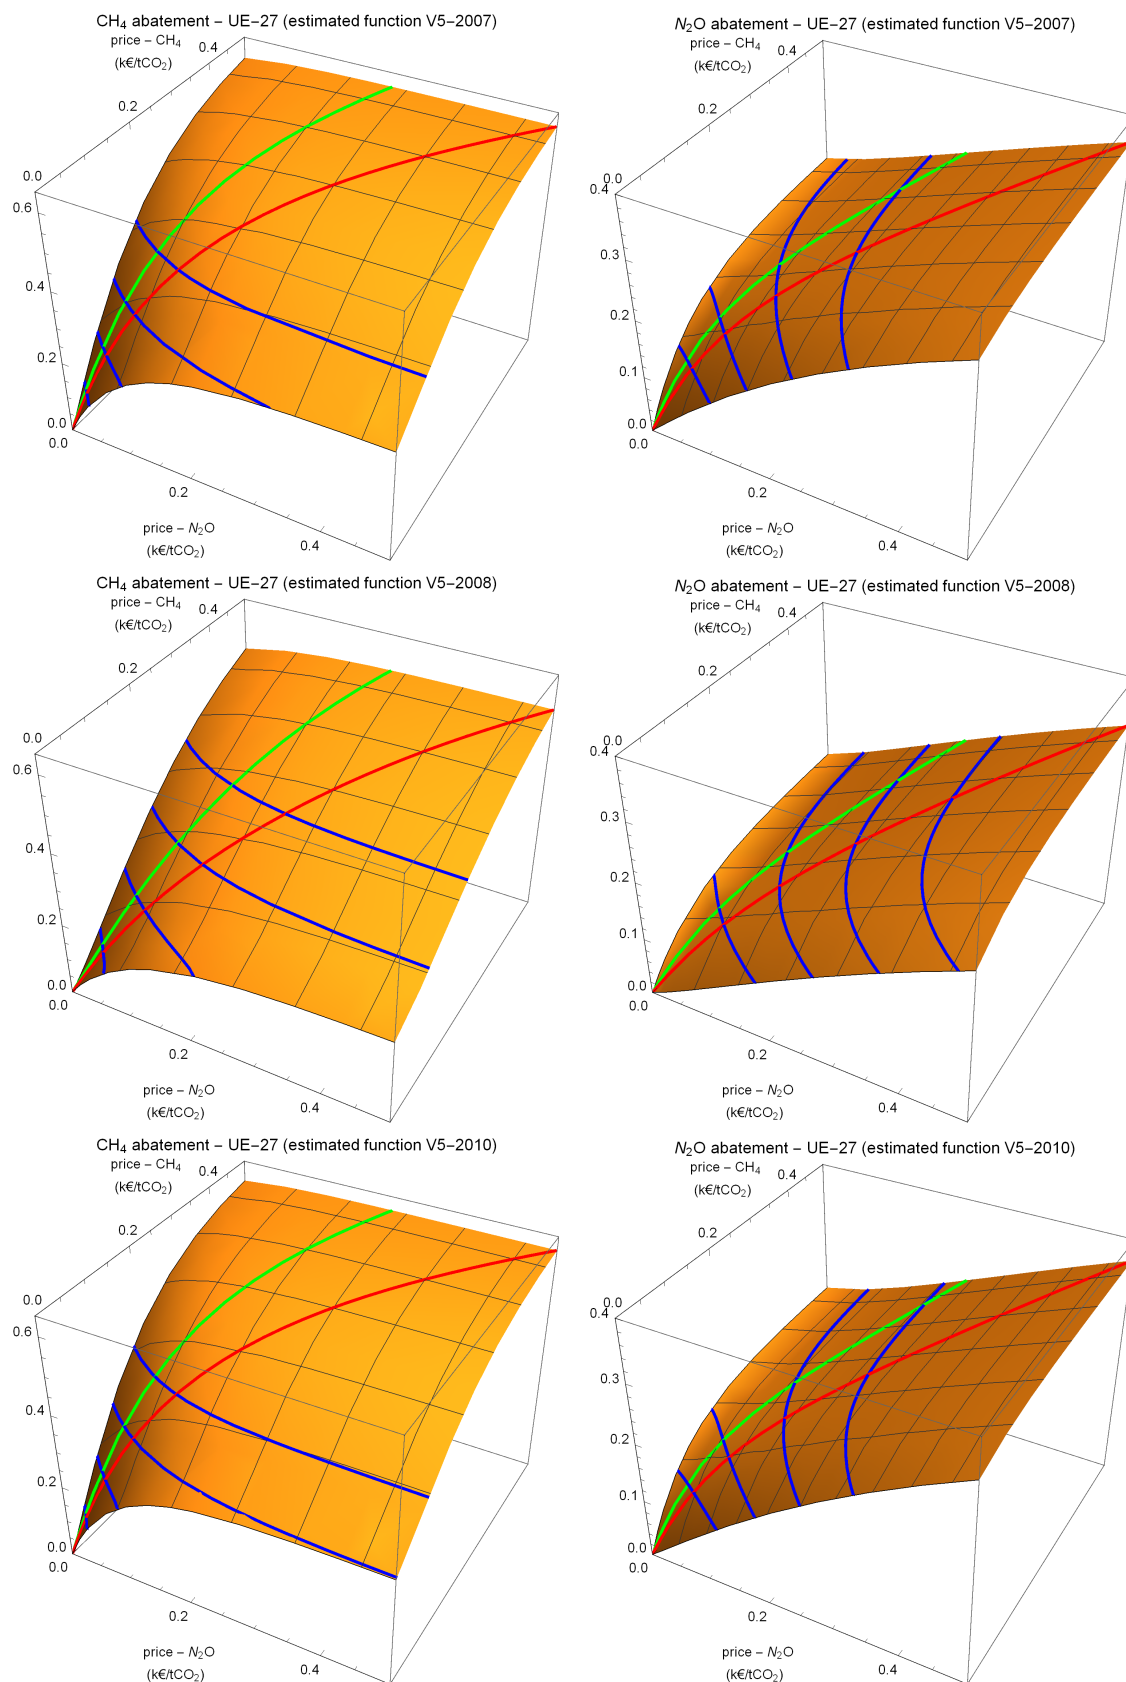 CH₄ abatement – UE–27 (estimated function V5–2007)
price – CH₄
(k€/tCO₂)
0.4
0.2
0.0
0.6
0.4
0.2
0.0
0.0
0.2
price – N₂O
(k€/tCO₂)
0.4
N₂O abatement – UE–27 (estimated function V5–2007)
price – CH₄
(k€/tCO₂)
0.4
0.2
0.0
0.4
0.3
0.2
0.1
0.0
0.0
0.2
price – N₂O
(k€/tCO₂)
0.4
CH₄ abatement – UE–27 (estimated function V5–2008)
price – CH₄
(k€/tCO₂)
0.4
0.2
0.0
0.6
0.4
0.2
0.0
0.0
0.2
price – N₂O
(k€/tCO₂)
0.4
N₂O abatement – UE–27 (estimated function V5–2008)
price – CH₄
(k€/tCO₂)
0.4
0.2
0.0
0.4
0.3
0.2
0.1
0.0
0.0
0.2
price – N₂O
(k€/tCO₂)
0.4
CH₄ abatement – UE–27 (estimated function V5–2010)
price – CH₄
(k€/tCO₂)
0.4
0.2
0.0
0.6
0.4
0.2
0.0
0.0
0.2
price – N₂O
(k€/tCO₂)
0.4
N₂O abatement – UE–27 (estimated function V5–2010)
price – CH₄
(k€/tCO₂)
0.4
0.2
0.0
0.4
0.3
0.2
0.1
0.0
0.0
0.2
price – N₂O
(k€/tCO₂)
0.4